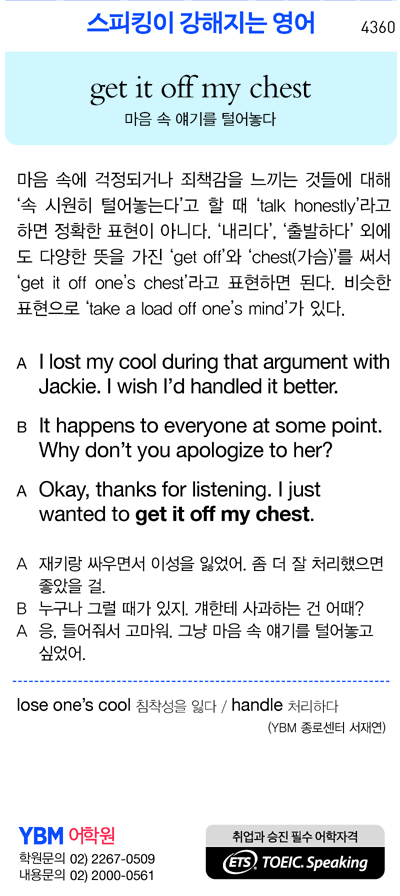 스피킹이 강해지는 영어
4360
get it off my chest
마음 속 얘기를 털어놓다
마음 속에 걱정되거나 죄책감을 느끼는 것들에 대해
‘속 시원히 털어놓는다’고 할 때 ‘talk honestly’라고
하면 정확한 표현이 아니다. ‘내리다’, ‘출발하다’ 외에
도 다양한 뜻을 가진 ‘get off’와 ‘chest(가슴)’를 써서
‘get it off one’s chest’라고 표현하면 된다. 비슷한
표현으로 ‘take a load off one’s mind’가 있다.
A I lost my cool during that argument with
Jackie. I wish I’d handled it better.
B It happens to everyone at some point.
Why don’t you apologize to her?
A Okay, thanks for listening. I just
wanted to get it off my chest.
A 재키랑 싸우면서 이성을 잃었어. 좀 더 잘 처리했으면
좋았을 걸.
B 누구나 그럴 때가 있지. 걔한테 사과하는 건 어때?
A 응, 들어줘서 고마워. 그냥 마음 속 얘기를 털어놓고
싶었어.
lose one’s cool 침착성을 잃다 / handle 처리하다
(YBM 종로센터 서재연)
YBM 어학원
학원문의 02) 2267-0509
내용문의 02) 2000-0561
취업과 승진 필수 어학자격
ETS TOEIC Speaking